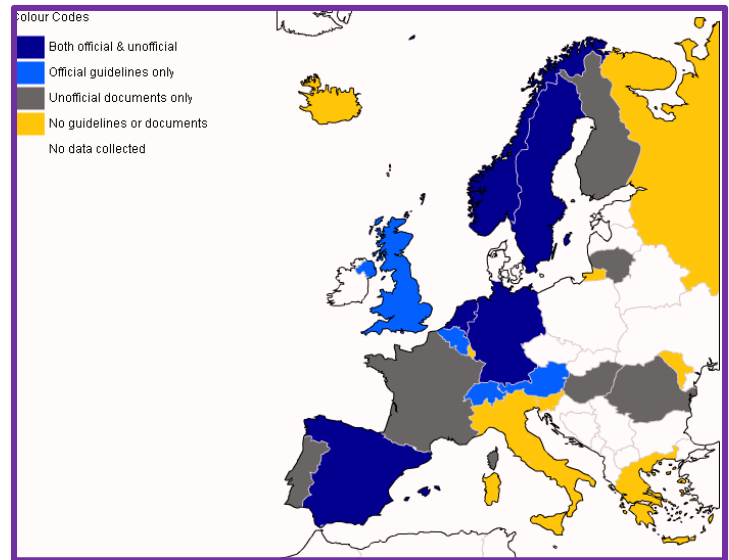 Colour Codes
Both official & unofficial
Official guidelines only
Unofficial documents only
No guidelines or documents
No data collected